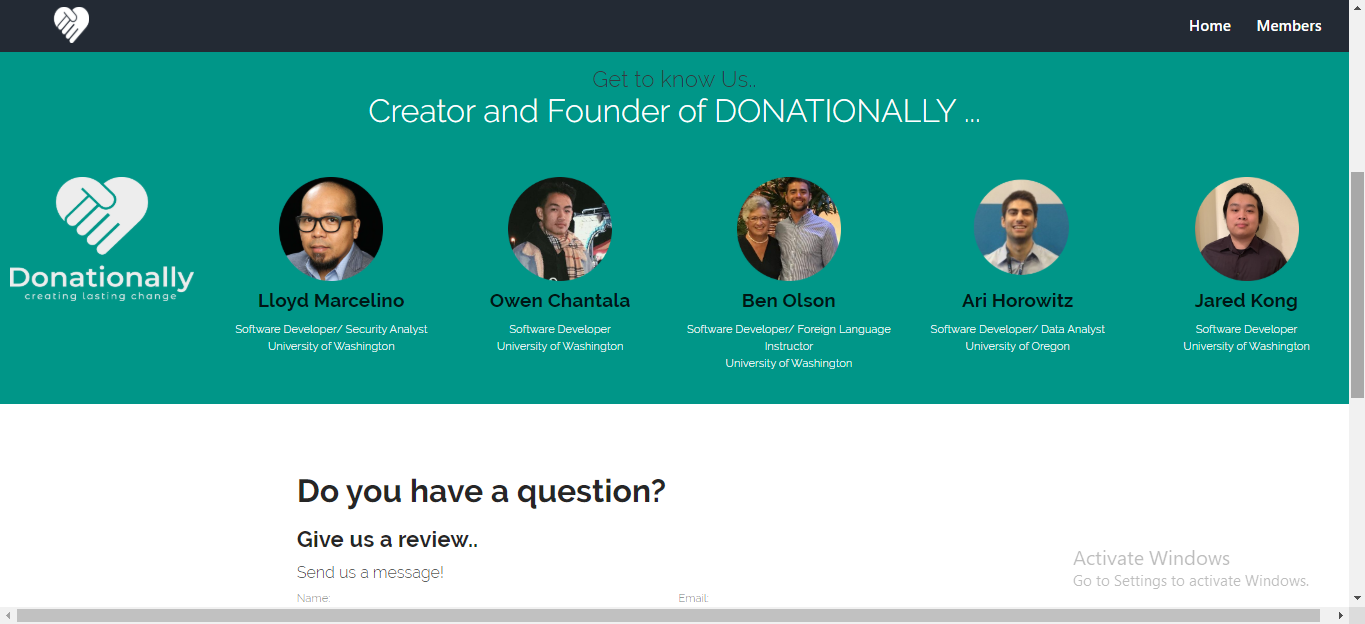 Home Members
Get to know Us..
Creator and Founder of DONATIONALLY ...
Donationally
creating lasting change
Lloyd Marcelino
Software Developer/ Security Analyst
University of Washington
Owen Chantala
Software Developer
University of Washington
Ben Olson
Software Developer/ Foreign Language
Instructor
University of Washington
Ari Horowitz
Software Developer/ Data Analyst
University of Oregon
Jared Kong
Software Developer
University of Washington
Do you have a question?
Give us a review..
Send us a message!
Name: Email:
Activate Windows
Go to Settings to activate Windows.